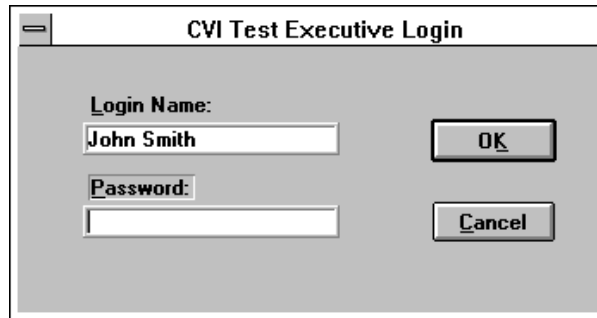 CVI Test Executive Login
Login Name:
John Smith
OK
Password:
Cancel